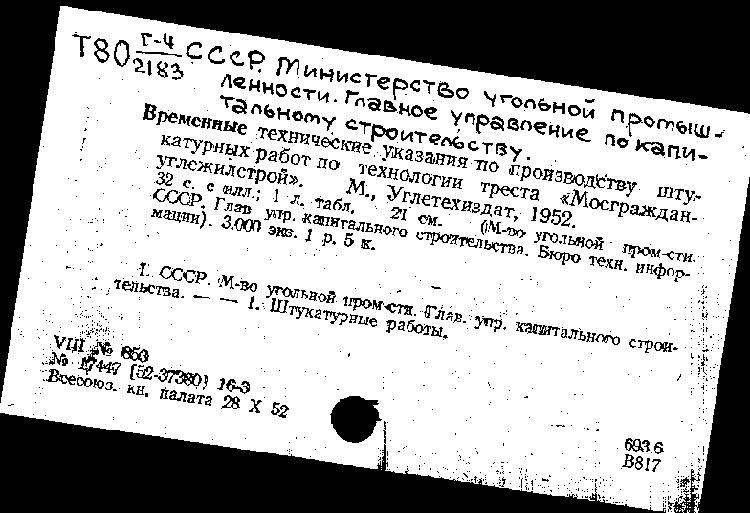 Т80 Г-4 СССР. Министерство угольной промыш-
2183 ленности. Главное управление по капи-
тальному строительству.
Временные технические указания по производству шту-
катурных работ по технологии треста «Мосграждан-
углежилстрой». М., Углетехиздат, 1952.
32 с. с илл.; 1 л. табл. 21 см. (М-во угольной пром-сти
СССР. Глав упр. капитального строительства. Бюро техн. инфор-
мации). 3.000 экз. 1 р. 5 к.
1. СССР. М-во угольной пром-сти. Глав. упр. капитального строи-
тельства. — — 1. Штукатурные работы.
VIII № 853
№ 17447 [52-37380] 16-3
Всесоюз. кн. палата 28 X 52
693.6
В817